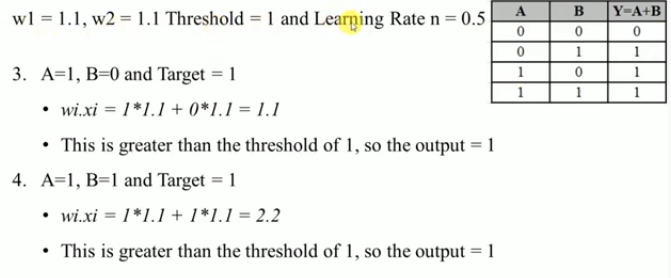 w1 = 1.1, w2 = 1.1 Threshold = 1 and Learning Rate n = 0.5
A B Y=A+B
0 0 0
0 1 1
1 0 1
1 1 1
3. A=1, B=0 and Target = 1
• wi.xi = 1*1.1 + 0*1.1 = 1.1
• This is greater than the threshold of 1, so the output = 1
4. A=1, B=1 and Target = 1
• wi.xi = 1*1.1 + 1*1.1 = 2.2
• This is greater than the threshold of 1, so the output = 1